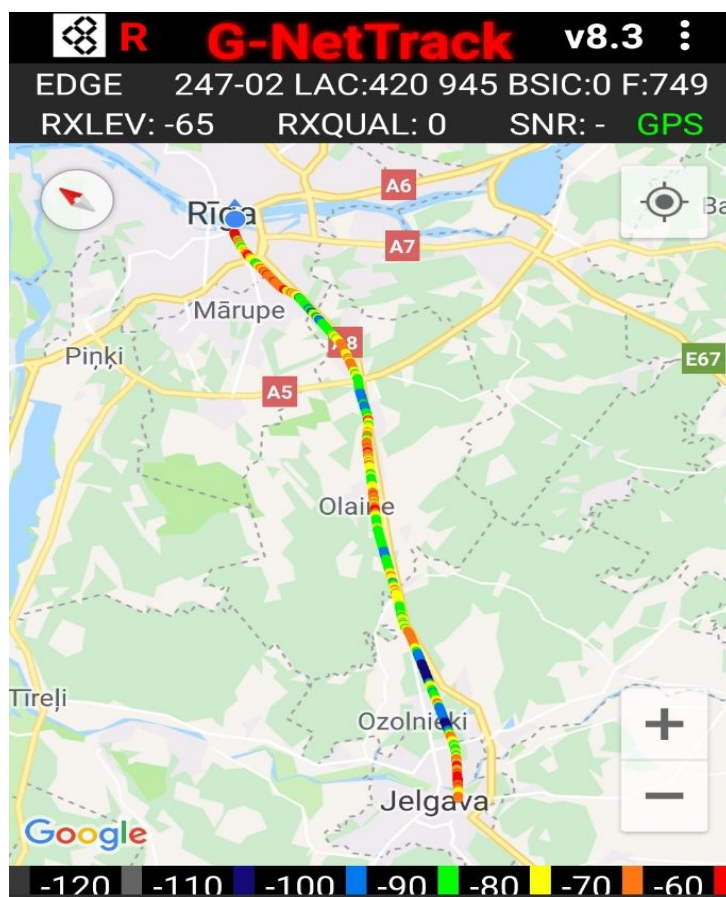 R G-NetTrack v8.3
EDGE 247-02 LAC:420 945 BSIC:0 F:749
RXLEV: -65 RXQUAL: 0 SNR: - GPS
A6
Rīga
Ba
A7
Mārupe
A8
Piņķi
E67
A5
Olaine
Tīreļi
Ozolnieki
Jelgava
Google
-120 -110 -100 -90 -80 -70 -60